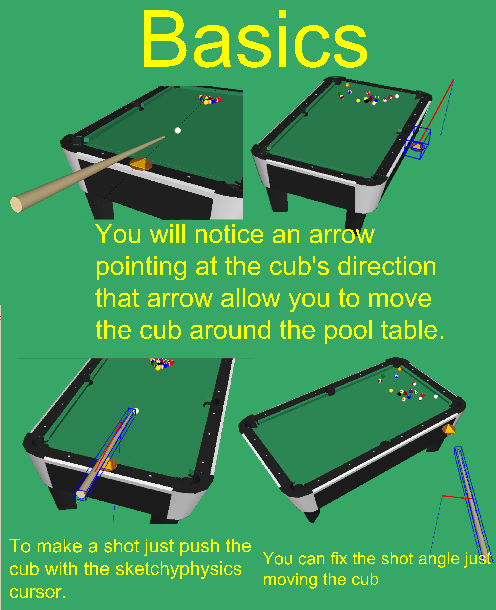 Basics
You will notice an arrow
pointing at the cub's direction
that arrow allow you to move
the cub around the pool table.
To make a shot just push the
cub with the sketchyphysics
cursor.
You can fix the shot angle just
moving the cub